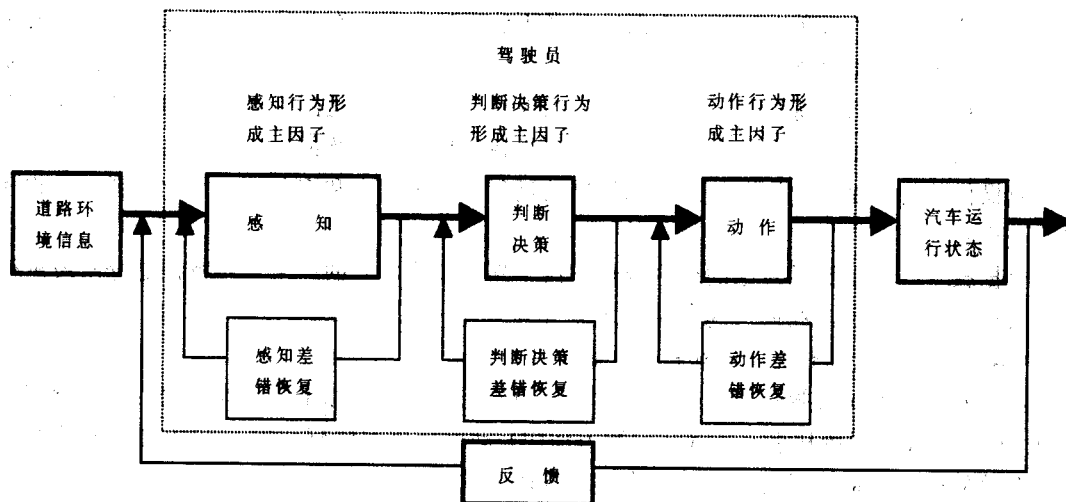 驾驶员
感知行为形
成主因子
判断决策行为
形成主因子
动作行为形
成主因子
道路环
境信息
感 知
判断
决策
动作
汽车运
行状态
感知差
错恢复
判断决策
差错恢复
动作差
错恢复
反 馈